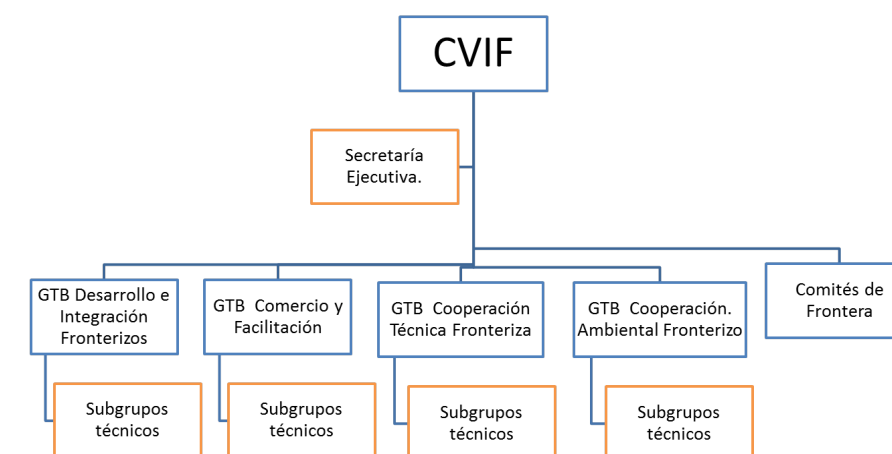 CVIF
Secretaría
Ejecutiva.
GTB Desarrollo e
Integración
Fronterizos
GTB Comercio y
Facilitación
GTB Cooperación
Técnica Fronteriza
GTB Cooperación.
Ambiental Fronterizo
Comités de
Frontera
Subgrupos
técnicos
Subgrupos
técnicos
Subgrupos
técnicos
Subgrupos
técnicos